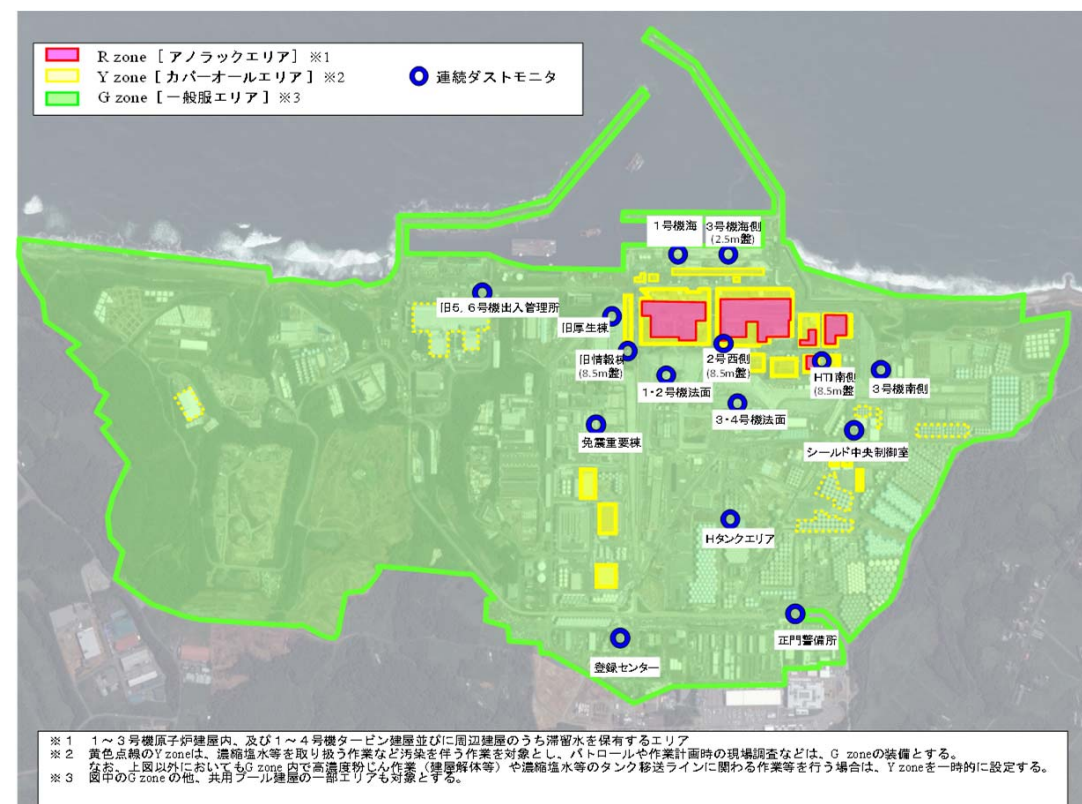 R zone [アノラックエリア] ※1
Y zone [カバーオールエリア] ※2
G zone [一般服エリア] ※3
連続ダストモニタ
1号機海
3号機海側
(2.5m盤)
旧5,6号機出入管理所
旧厚生棟
旧情報棟
(8.5m盤)
2号西側
(8.5m盤)
HTI南側
(8.5m盤)
3号機南側
1・2号機法面
3・4号機法面
免震重要棟
シールド中央制御室
Hタンクエリア
正門警備所
登録センター
※1 1~3号機原子炉建屋内、及び1~4号機タービン建屋並びに周辺建屋のうち滞留水を保有するエリア
※2 黄色点線のY zoneは、濃縮塩水等を取り扱う作業など汚染を伴う作業を対象とし、パトロールや作業計画時の現場調査などは、G zoneの装備とする。
なお、上図以外においてもG zone内で高濃度粉じん作業(建屋解体等)や濃縮塩水等のタンク移送ラインに関わる作業等を行う場合は、Y zoneを一時的に設定する。
※3 図中のG zoneの他、共用プール建屋の一部エリアも対象とする。